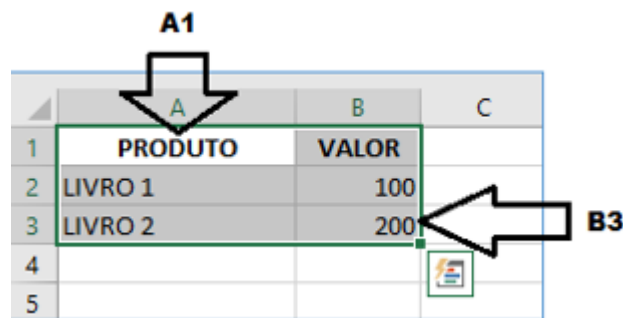 A1
A B C
1 PRODUTO VALOR
2 LIVRO 1 100
3 LIVRO 2 200
B3
4
5